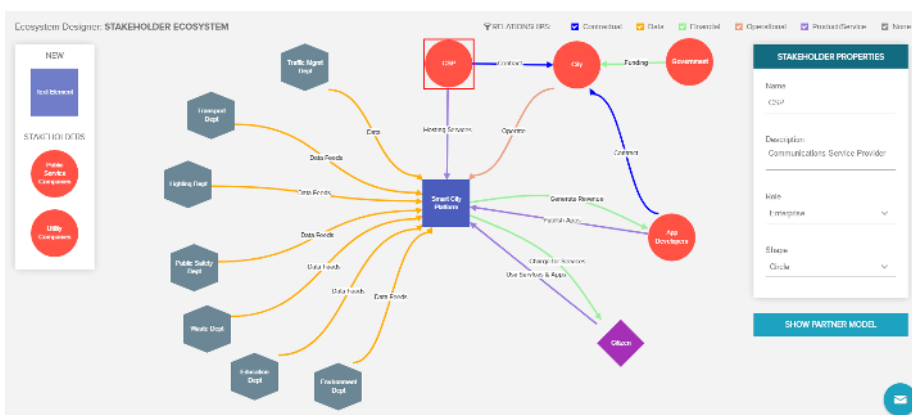 Ecosystem Designer: STAKEHOLDER ECOSYSTEM
RELATIONSHIPS: Contractual Data Financial Operational Product/Service None
NEW
Text Element
STAKEHOLDERS
Public
Service
Companies
Utility
Companies
Traffic Mgmt
Dept
Transport
Dept
Lighting Dept
Public Safety
Dept
Waste Dept
Education
Dept
Environment
Dept
Data
Data Feeds
Data Feeds
Data Feeds
Data Feeds
Data Feeds
Data Feeds
CSP
Contract
City
Funding
Government
Hosting Services
Operate
Contract
Smart City
Platform
Generate Revenue
Publish Apps
App
Developers
Charge for Services
Use Services & Apps
Citizen
STAKEHOLDER PROPERTIES
Name
CSP
Description
Communications Service Provider
Role
Enterprise
Shape
Circle
SHOW PARTNER MODEL